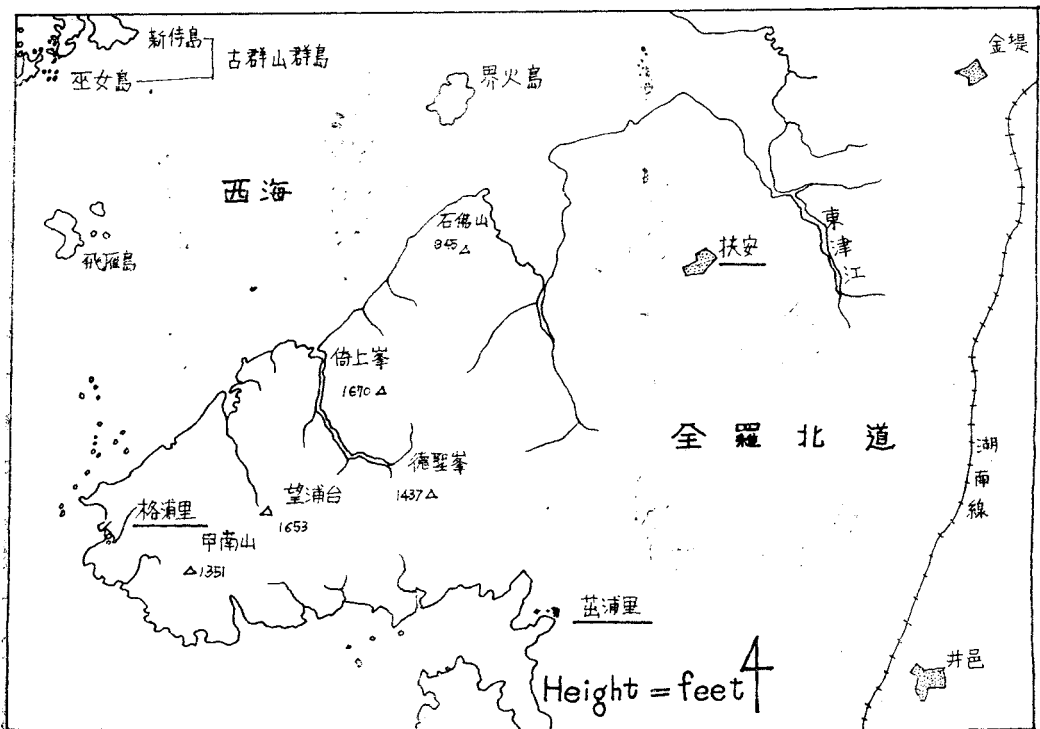 新侍島
古群山群島
巫女島
界火島
金堤
西海
石佛山
845
飛雁島
扶安
東津江
倚上峯
1670
全羅北道
湖南線
德聖峯
1437
望浦台
1653
格浦里
甲南山
1351
茁浦里
井邑
Height = feet